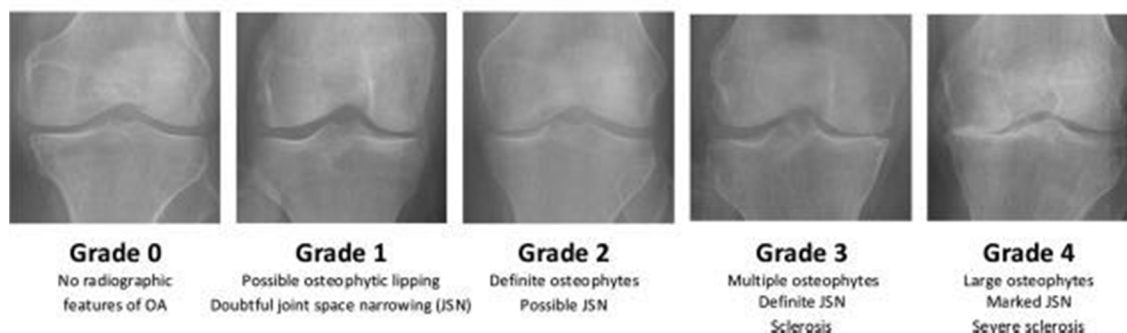 Grade 0
No radiographic
features of OA
Grade 1
Possible osteophytic lipping
Doubtful joint space narrowing (JSN)
Grade 2
Definite osteophytes
Possible JSN
Grade 3
Multiple osteophytes
Definite JSN
Sclerosis
Grade 4
Large osteophytes
Marked JSN
Severe sclerosis